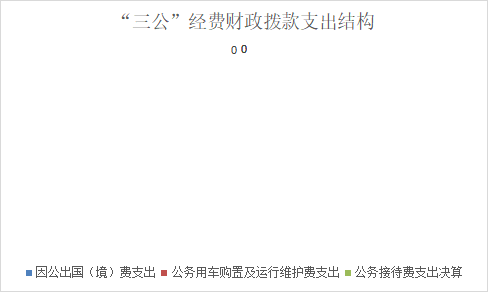 “三公”经费财政拨款支出结构
0 0
因公出国（境）费支出 公务用车购置及运行维护费支出 公务接待费支出决算